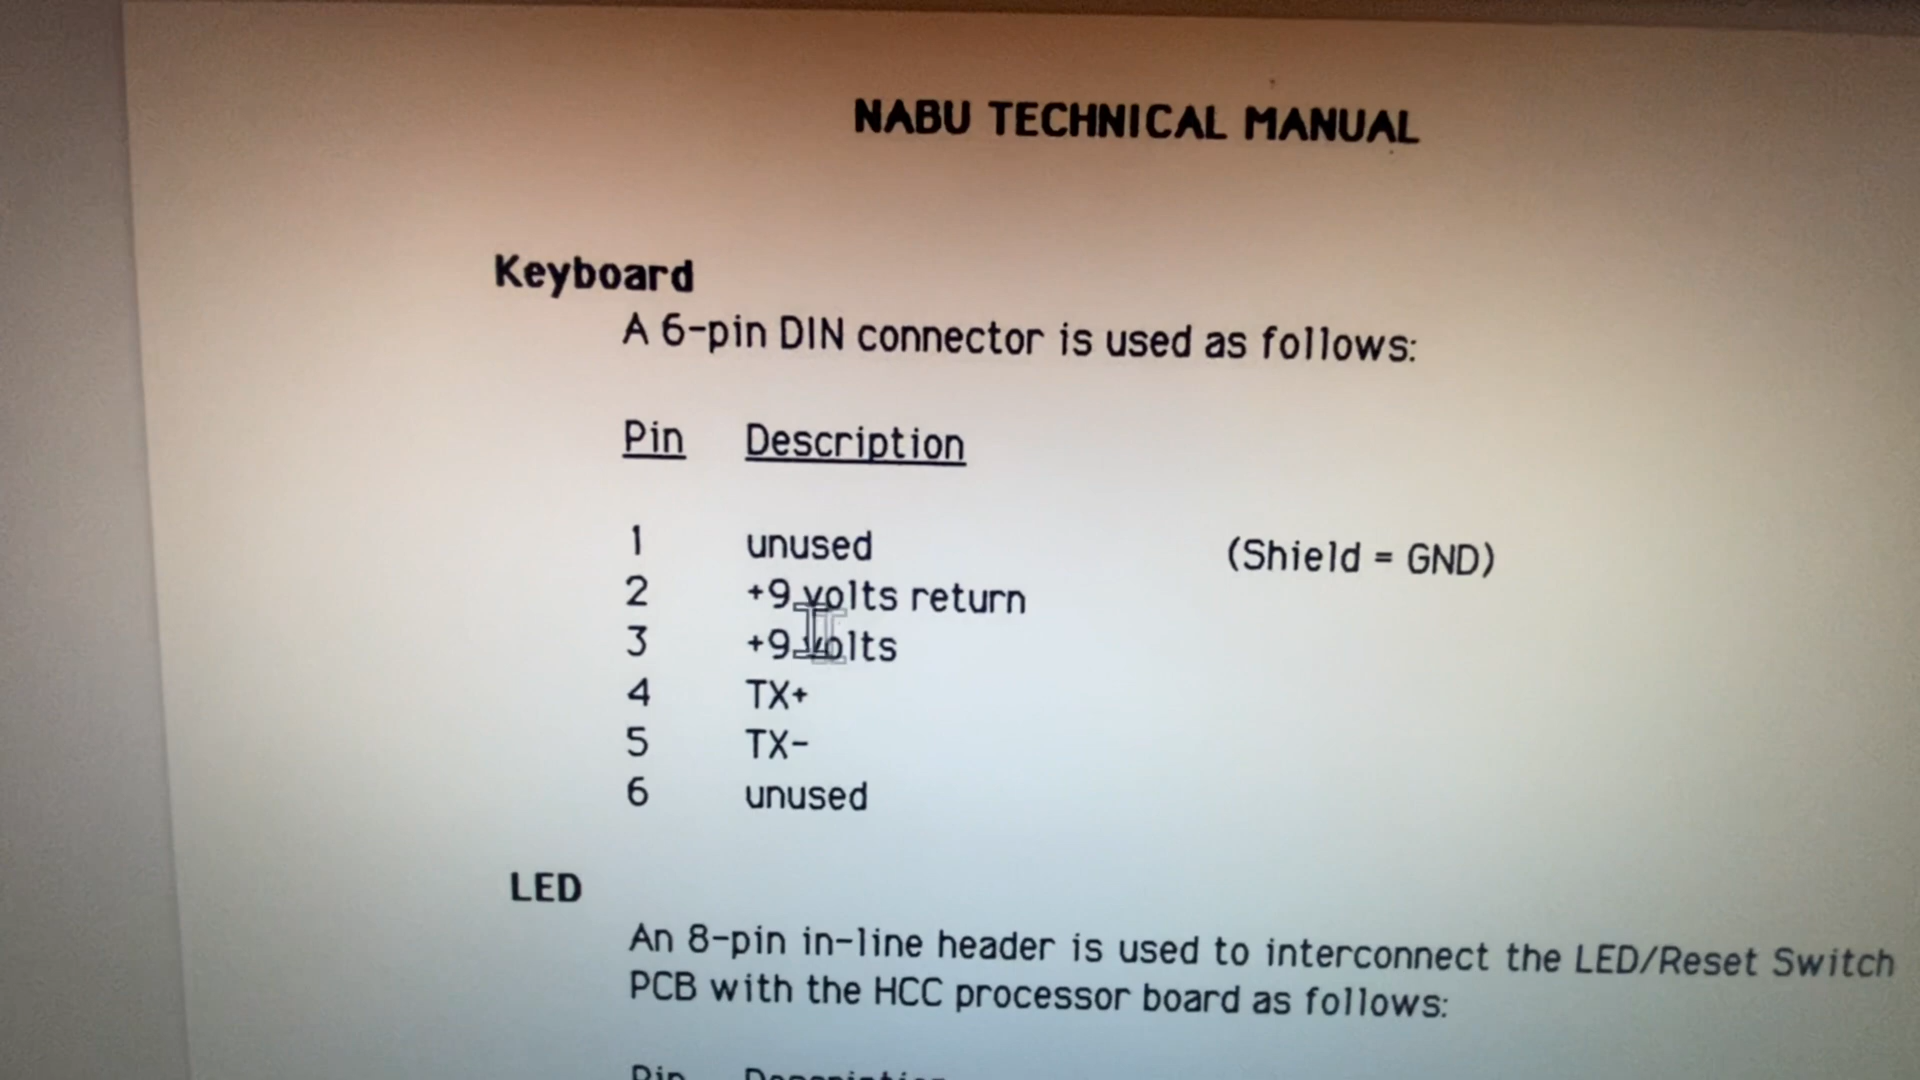 NABU TECHNICAL MANUAL
Keyboard
A 6-pin DIN connector is used as follows:
Pin Description
1 unused (Shield = GND)
2 +9 volts return
3 +9 volts
4 TX+
5 TX-
6 unused
LED
An 8-pin in-line header is used to interconnect the LED/Reset Switch
PCB with the HCC processor board as follows:
Pin Description